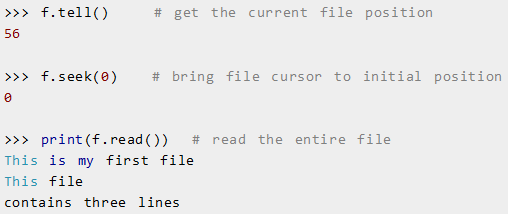 >>> f.tell()     # get the current file position
56
>>> f.seek(0)    # bring file cursor to initial position
0
>>> print(f.read())  # read the entire file
This is my first file
This file
contains three lines